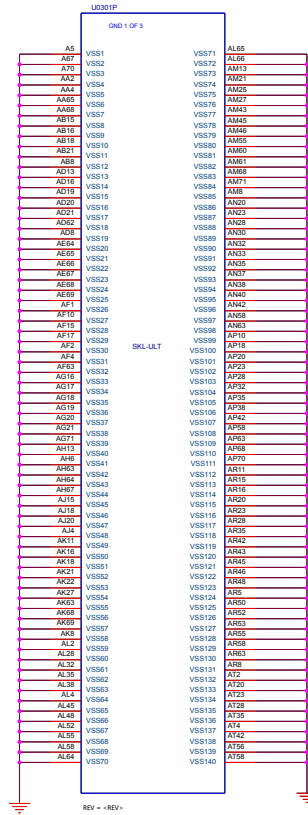 U0301P
GND 1 OF 3
A5 VSS1 VSS71 AL65
A67 VSS2 VSS72 AL66
A70 VSS3 VSS73 AM13
AA2 VSS4 VSS74 AM21
AA4 VSS5 VSS75 AM25
AA65 VSS6 VSS76 AM27
AA68 VSS7 VSS77 AM43
AB15 VSS8 VSS78 AM45
AB16 VSS9 VSS79 AM46
AB18 VSS10 VSS80 AM55
AB21 VSS11 VSS81 AM60
AB8 VSS12 VSS82 AM61
AD13 VSS13 VSS83 AM68
AD16 VSS14 VSS84 AM71
AD19 VSS15 VSS85 AM8
AD20 VSS16 VSS86 AN20
AD21 VSS17 VSS87 AN23
AD62 VSS18 VSS88 AN28
AD8 VSS19 VSS89 AN30
AE64 VSS20 VSS90 AN32
AE65 VSS21 VSS91 AN33
AE66 VSS22 VSS92 AN35
AE67 VSS23 VSS93 AN37
AE68 VSS24 VSS94 AN38
AE69 VSS25 VSS95 AN40
AF1 VSS26 VSS96 AN42
AF10 VSS27 VSS97 AN58
AF15 VSS28 VSS98 AN63
AF17 VSS29 VSS99 AP10
AF2 VSS30 SKL-ULT VSS100 AP18
AF4 VSS31 VSS101 AP20
AF63 VSS32 VSS102 AP23
AG16 VSS33 VSS103 AP28
AG17 VSS34 VSS104 AP32
AG18 VSS35 VSS105 AP35
AG19 VSS36 VSS106 AP38
AG20 VSS37 VSS107 AP42
AG21 VSS38 VSS108 AP58
AG71 VSS39 VSS109 AP63
AH13 VSS40 VSS110 AP68
AH6 VSS41 VSS111 AP70
AH63 VSS42 VSS112 AR11
AH64 VSS43 VSS113 AR15
AH67 VSS44 VSS114 AR16
AJ15 VSS45 VSS115 AR20
AJ18 VSS46 VSS116 AR23
AJ20 VSS47 VSS117 AR28
AJ4 VSS48 VSS118 AR35
AK11 VSS49 VSS119 AR42
AK16 VSS50 VSS120 AR43
AK18 VSS51 VSS121 AR45
AK21 VSS52 VSS122 AR46
AK22 VSS53 VSS123 AR48
AK27 VSS54 VSS124 AR5
AK63 VSS55 VSS125 AR50
AK68 VSS56 VSS126 AR52
AK69 VSS57 VSS127 AR53
AK8 VSS58 VSS128 AR55
AL2 VSS59 VSS129 AR58
AL28 VSS60 VSS130 AR63
AL32 VSS61 VSS131 AR8
AL35 VSS62 VSS132 AT2
AL38 VSS63 VSS133 AT20
AL4 VSS64 VSS134 AT23
AL45 VSS65 VSS135 AT28
AL48 VSS66 VSS136 AT35
AL52 VSS67 VSS137 AT4
AL55 VSS68 VSS138 AT42
AL58 VSS69 VSS139 AT56
AL64 VSS70 VSS140 AT58
REV = <REV>